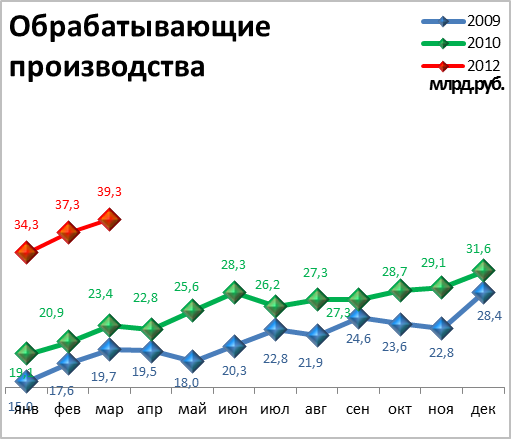 Обрабатывающие
производства
2009
2010
2012
млрд.руб.
34,3 37,3 39,3
19,1 20,9 23,4 22,8 25,6 28,3 26,2 27,3 27,3 28,7 29,1 31,6
15,0 17,6 19,7 19,5 18,0 20,3 22,8 21,9 24,6 23,6 22,8 28,4
янв фев мар апр май июн июл авг сен окт ноя дек